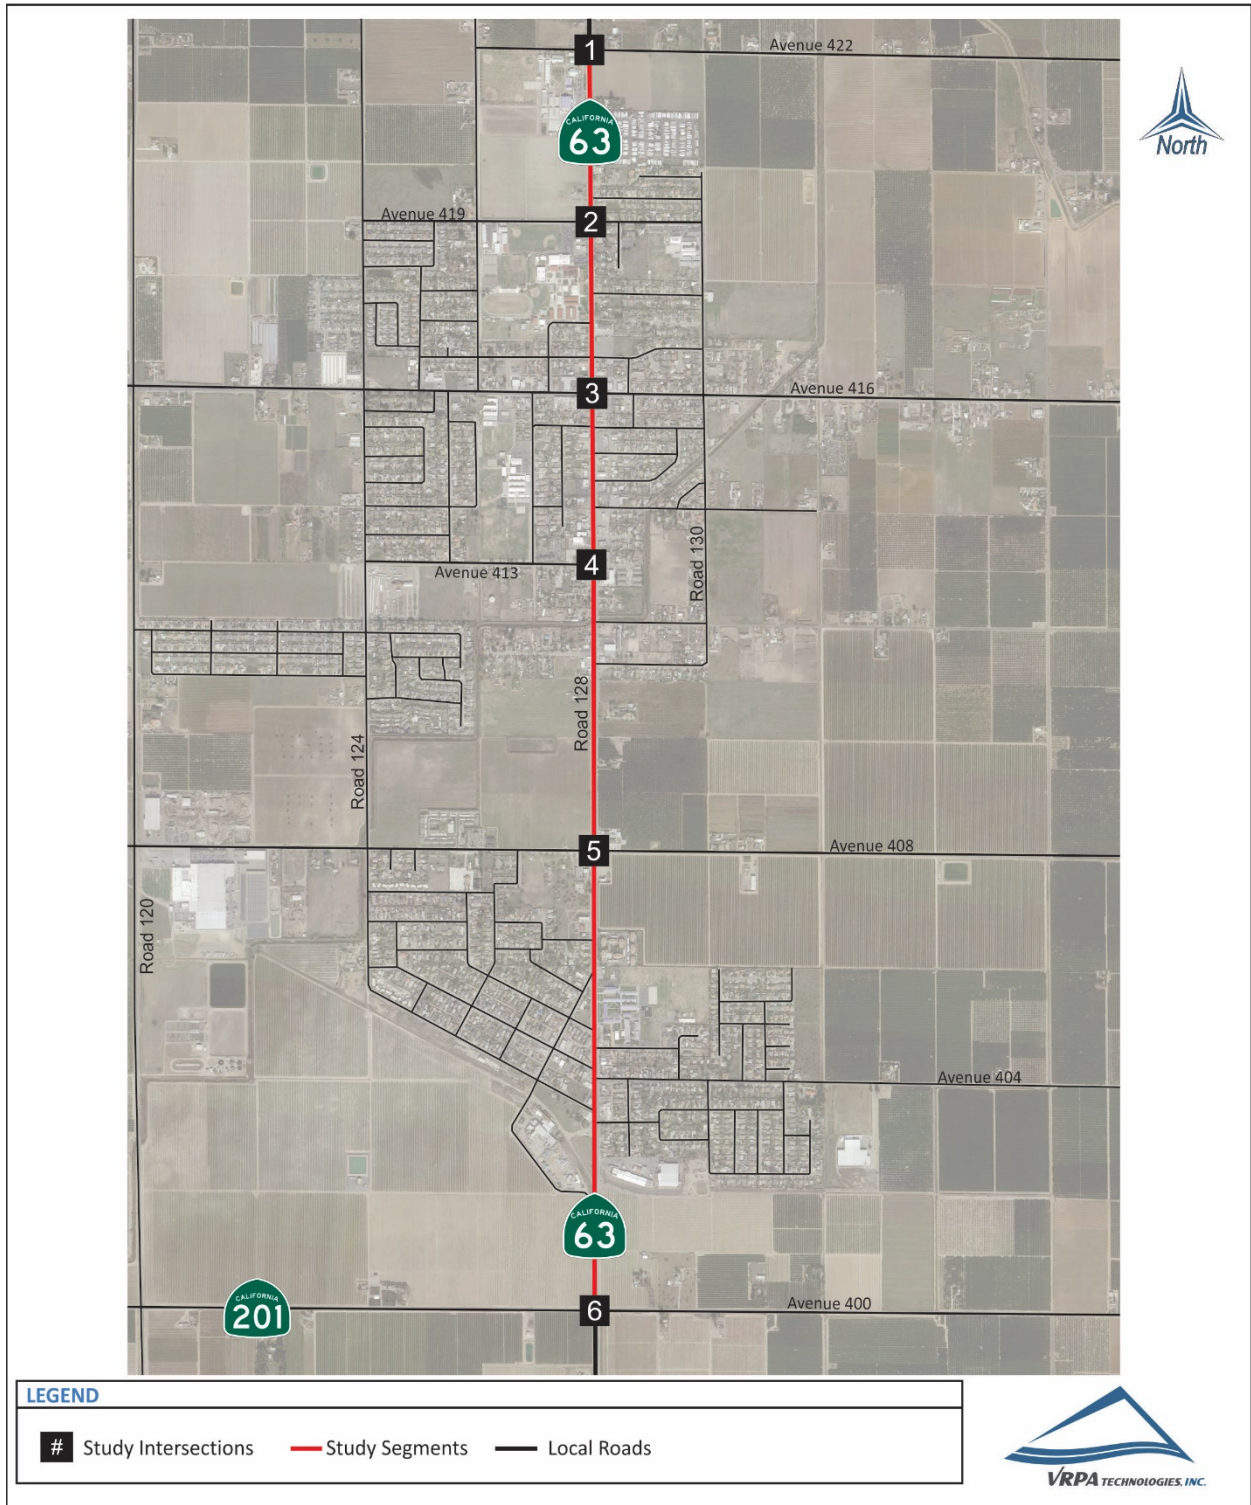 1
Avenue 422
CALIFORNIA
63
North
Avenue 419
2
3
Avenue 416
Road 130
4
Avenue 413
Road 128
Road 124
5
Avenue 408
Road 120
Avenue 404
CALIFORNIA
63
CALIFORNIA
201
6
Avenue 400
LEGEND
# Study Intersections Study Segments Local Roads
VRPA TECHNOLOGIES, INC.